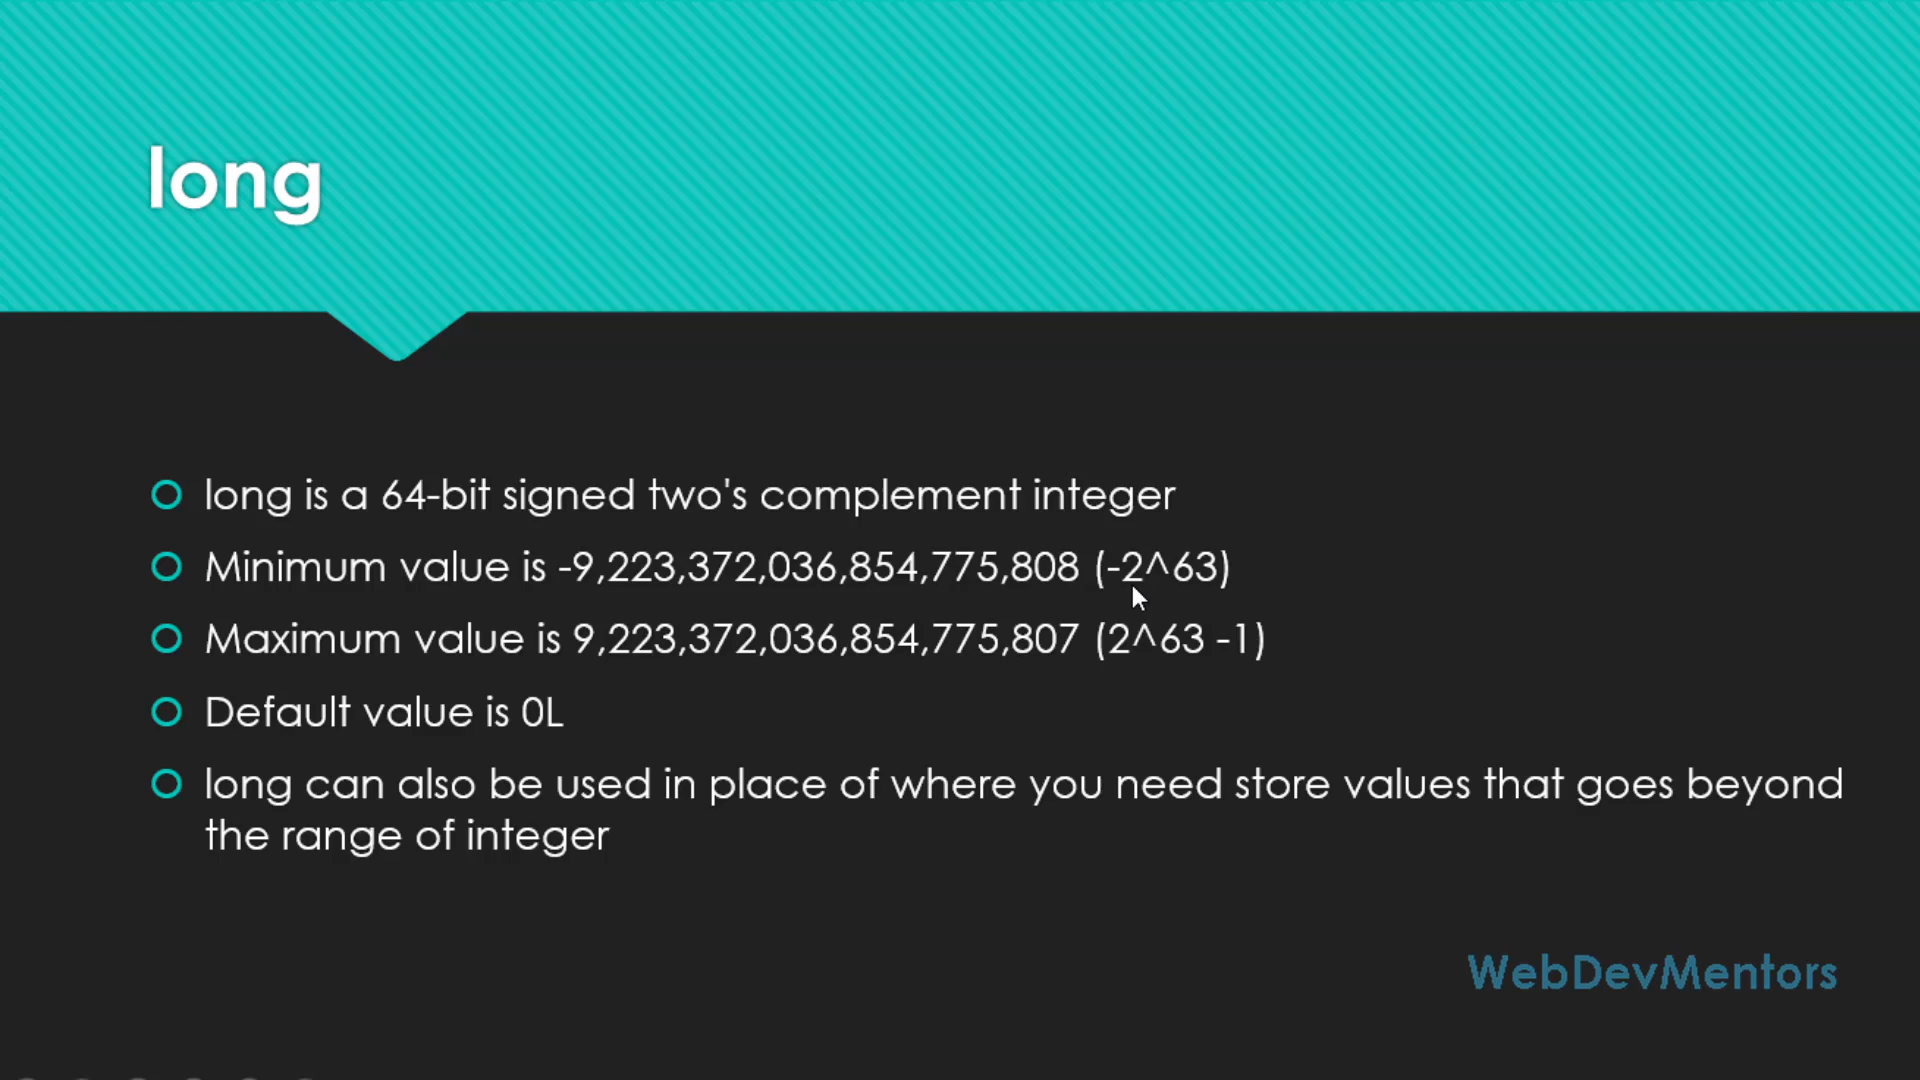 long
long is a 64-bit signed two's complement integer
Minimum value is -9,223,372,036,854,775,808 (-2^63)
Maximum value is 9,223,372,036,854,775,807 (2^63 -1)
Default value is 0L
long can also be used in place of where you need store values that goes beyond
the range of integer
WebDevMentors